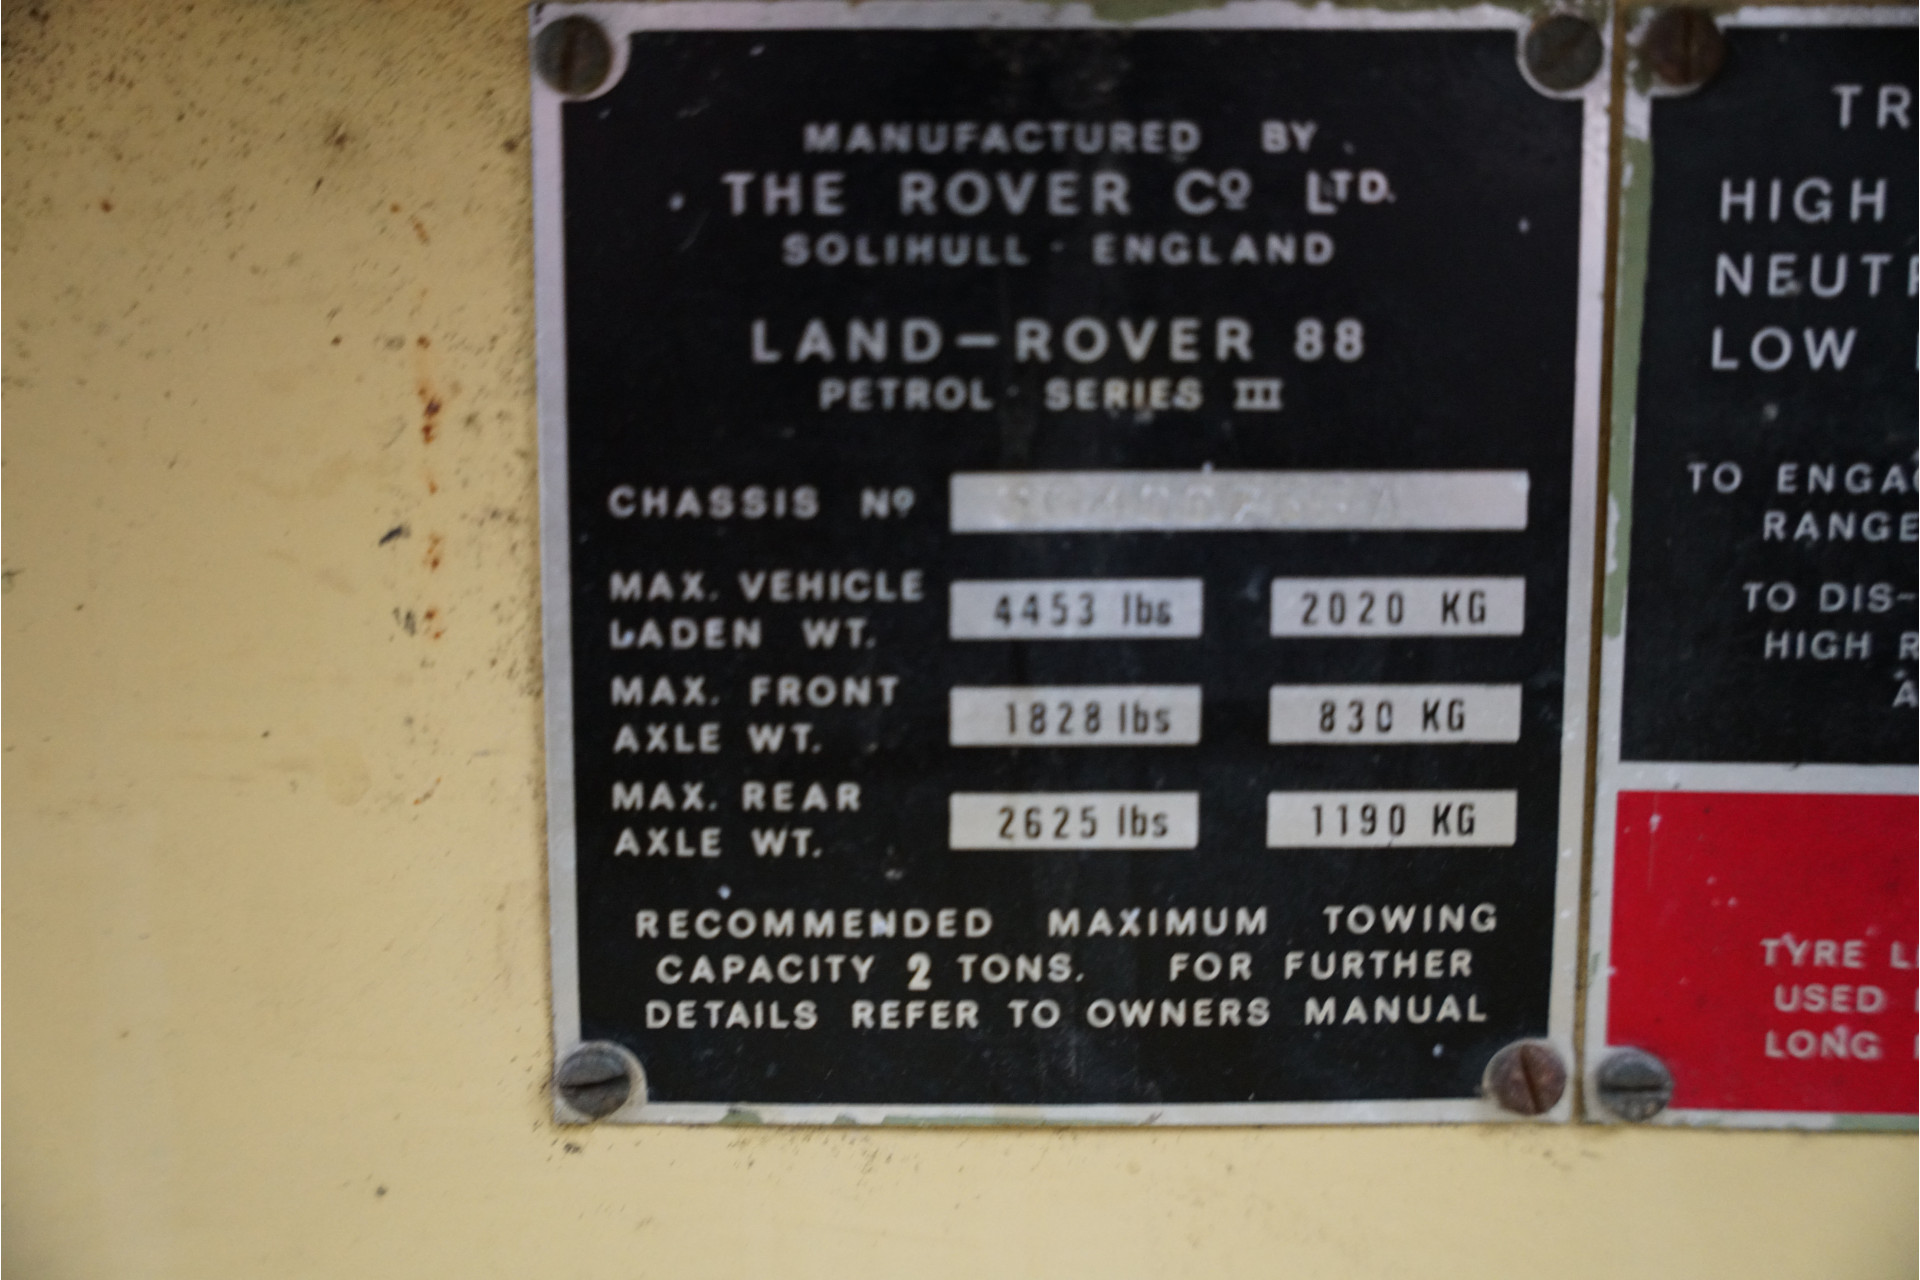 MANUFACTURED BY
THE ROVER Cº LTD.
SOLIHULL · ENGLAND
LAND-ROVER 88
PETROL · SERIES III
CHASSIS Nº
MAX. VEHICLE
LADEN WT.
4453 lbs
2020 KG
MAX. FRONT
AXLE WT.
1828 lbs
830 KG
MAX. REAR
AXLE WT.
2625 lbs
1190 KG
RECOMMENDED MAXIMUM TOWING
CAPACITY 2 TONS. FOR FURTHER
DETAILS REFER TO OWNERS MANUAL
TR
HIGH
NEUTR
LOW
TO ENGAG
RANGE
TO DIS-
HIGH R
A
TYRE L
USED
LONG